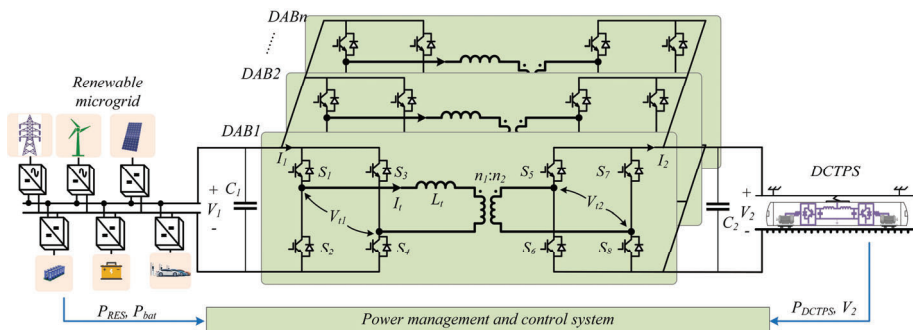 DABn
DAB2
Renewable
microgrid
DAB1
DCTPS
I1
I2
S1
S3
n1:n2
S5
S7
+
C1
V1
-
It
Lt
Vt1
Vt2
C2
+
V2
-
S2
S4
S6
S8
PRES, Pbat
Power management and control system
PDCTPS, V2